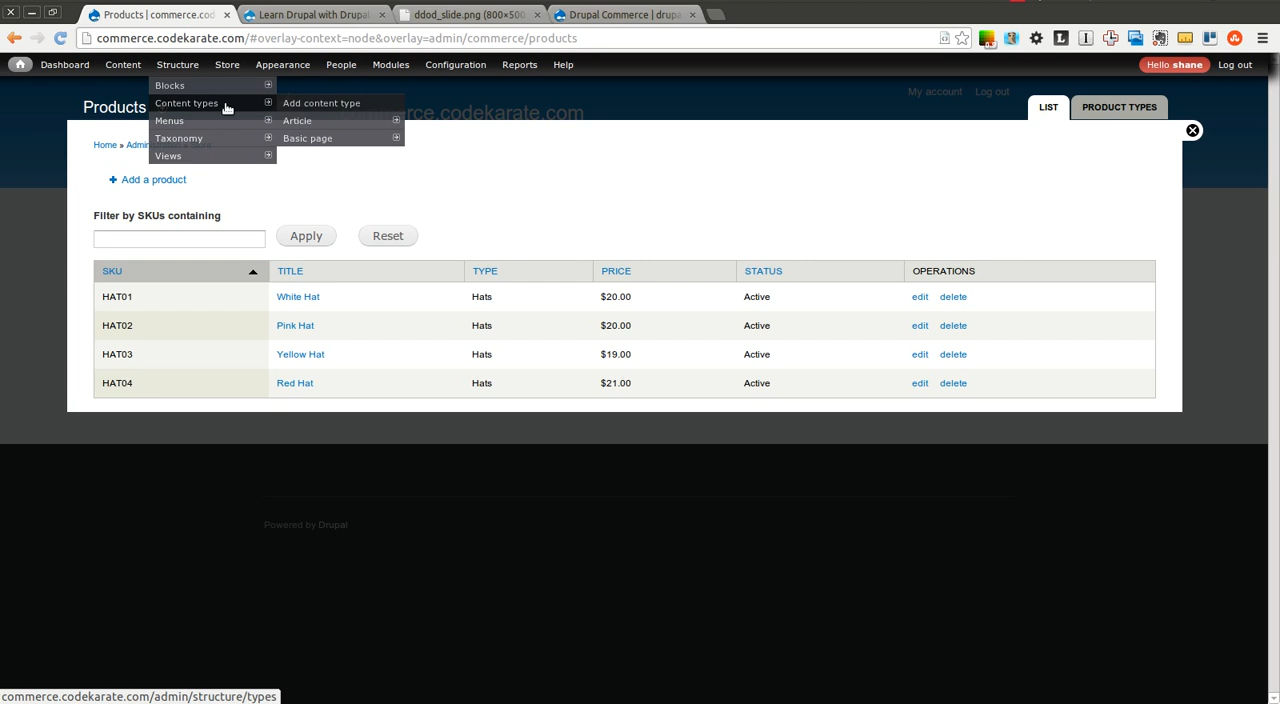 Products | commerce.cod
Learn Drupal with Drupal
ddod_slide.png (800×500
Drupal Commerce | drupa
commerce.codekarate.com/#overlay-context=node&overlay=admin/commerce/products
Dashboard Content Structure Store Appearance People Modules Configuration Reports Help Hello shane Log out
Blocks
My account Log out
Content types Add content type
Products LIST PRODUCT TYPES
rce.codekarate.com
Menus Article
Taxonomy Basic page
Home » Admin
Views
Add a product
Filter by SKUs containing
Apply Reset
SKU TITLE TYPE PRICE STATUS OPERATIONS
HAT01 White Hat Hats $20.00 Active edit delete
HAT02 Pink Hat Hats $20.00 Active edit delete
HAT03 Yellow Hat Hats $19.00 Active edit delete
HAT04 Red Hat Hats $21.00 Active edit delete
Powered by Drupal
commerce.codekarate.com/admin/structure/types